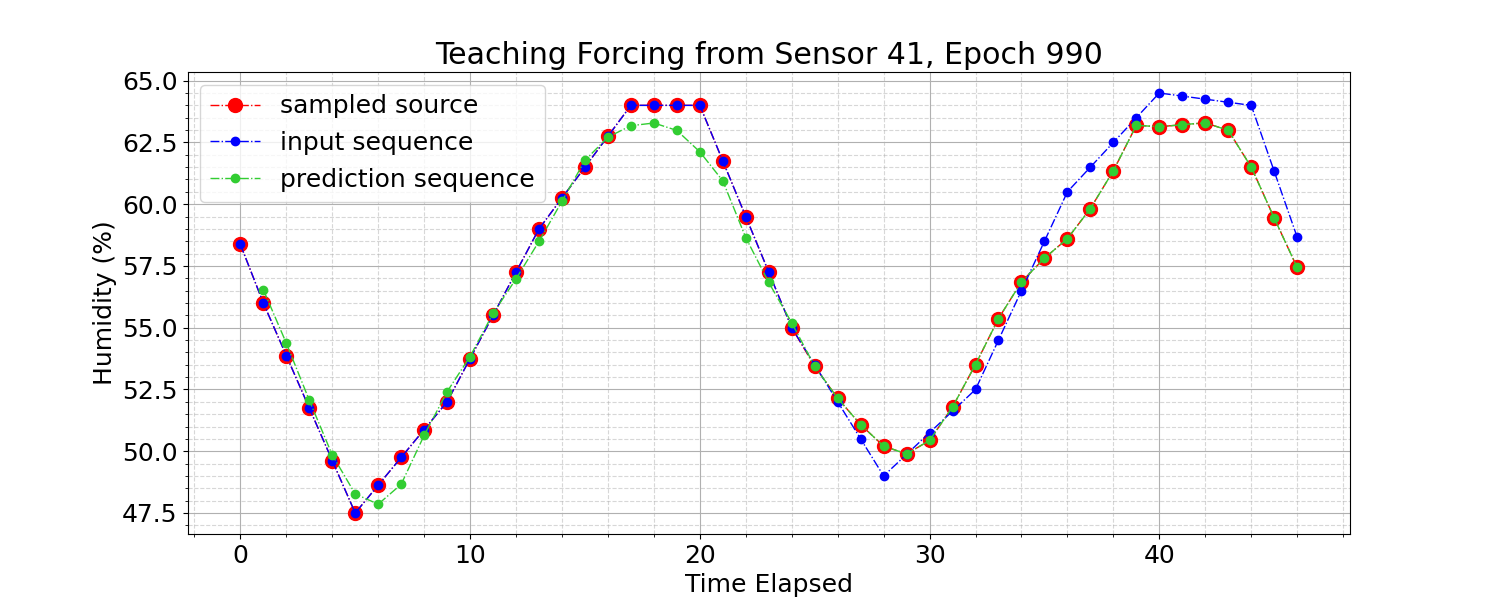 Teaching Forcing from Sensor 41, Epoch 990
65.0
62.5
60.0
57.5
55.0
52.5
50.0
47.5
Humidity (%)
sampled source
input sequence
prediction sequence
0 10 20 30 40
Time Elapsed